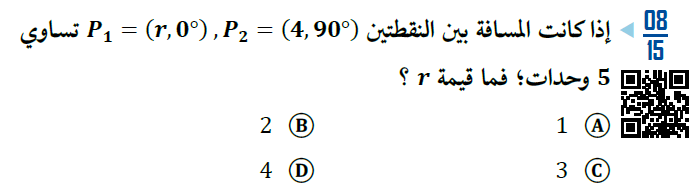 08/15 ◄ إذا كانت المسافة بين النقطتين P₁ = (r, 0°) , P₂ = (4, 90°) تساوي
5 وحدات؛ فما قيمة r ؟
1 Ⓐ 2 Ⓑ
3 Ⓒ 4 Ⓓ